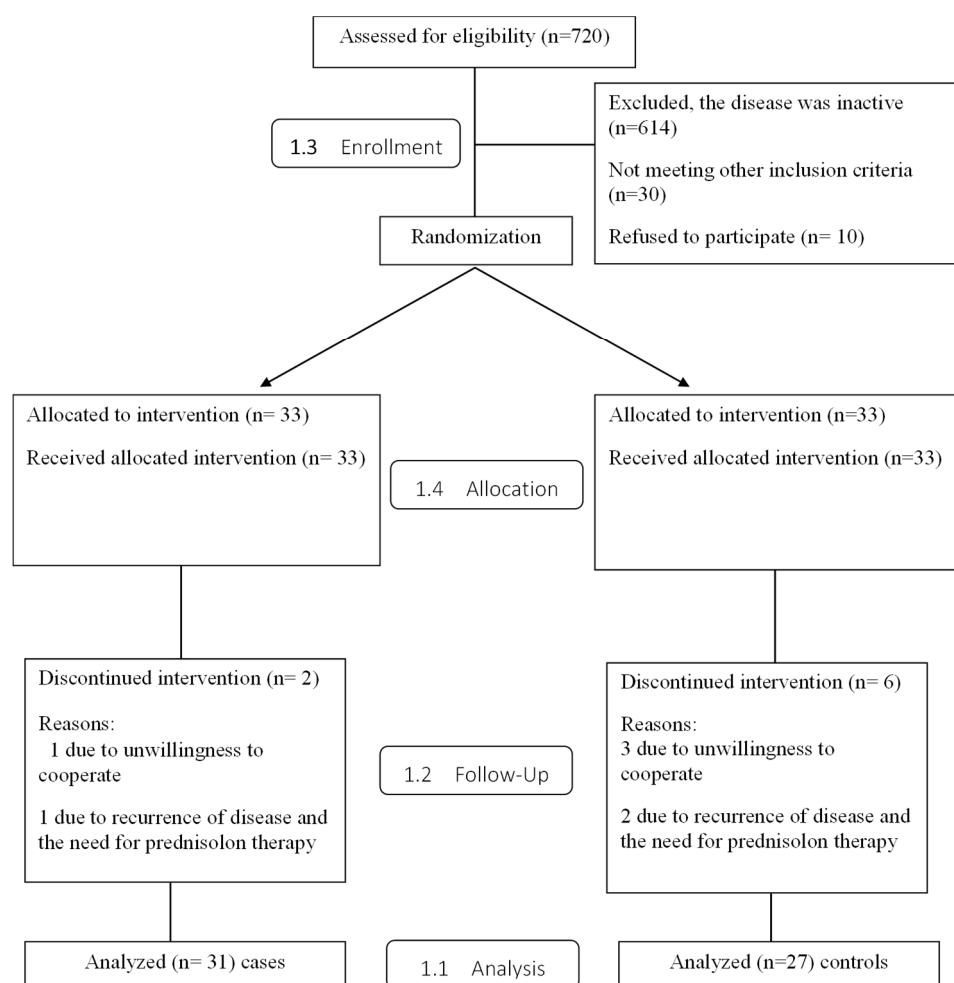 Assessed for eligibility (n=720)
Excluded, the disease was inactive
(n=614)
Not meeting other inclusion criteria
(n=30)
Refused to participate (n= 10)
1.3 Enrollment
Randomization
Allocated to intervention (n= 33)
Received allocated intervention (n= 33)
Allocated to intervention (n=33)
Received allocated intervention (n=33)
1.4 Allocation
Discontinued intervention (n= 2)
Reasons:
1 due to unwillingness to
cooperate
1 due to recurrence of disease and
the need for prednisolon therapy
Discontinued intervention (n= 6)
Reasons:
3 due to unwillingness to
cooperate
2 due to recurrence of disease and
the need for prednisolon therapy
1.2 Follow-Up
Analyzed (n= 31) cases
1.1 Analysis
Analyzed (n=27) controls